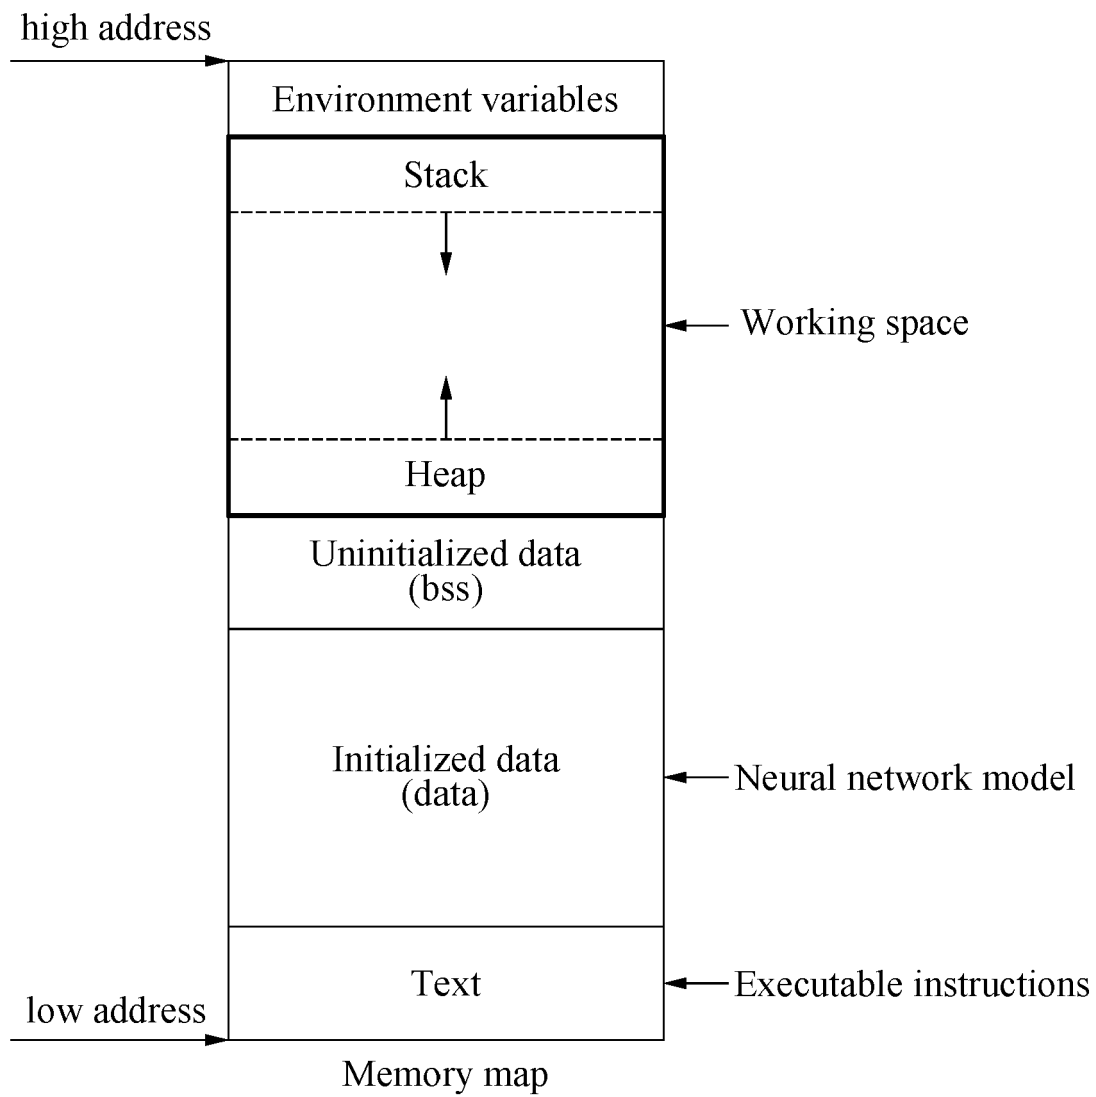 high address
Environment variables
Stack
Working space
Heap
Uninitialized data
(bss)
Initialized data
(data)
Neural network model
Text
Executable instructions
low address
Memory map